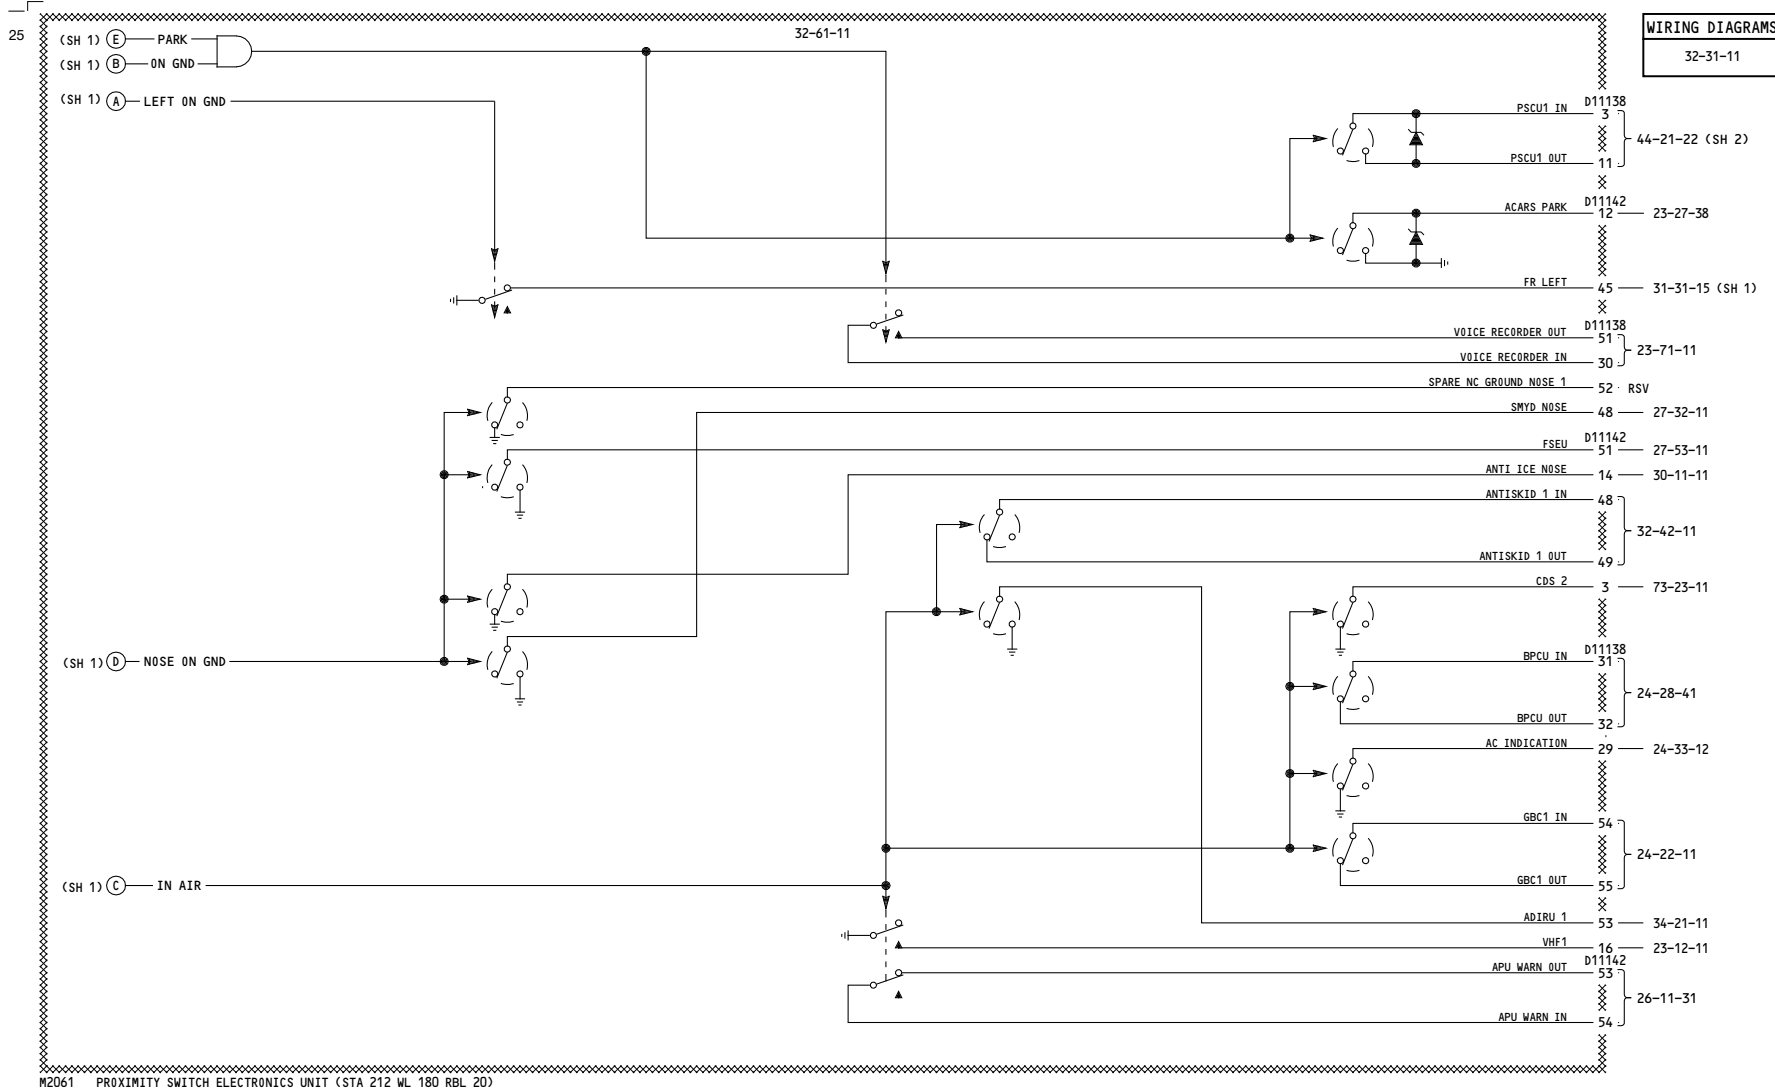 25
32-61-11
WIRING DIAGRAMS
32-31-11
(SH 1) E PARK
(SH 1) B ON GND
(SH 1) A LEFT ON GND
PSCU1 IN D11138 3
44-21-22 (SH 2)
PSCU1 OUT 11
ACARS PARK D11142 12 23-27-38
FR LEFT 45 31-31-15 (SH 1)
VOICE RECORDER OUT D11138 51
23-71-11
VOICE RECORDER IN 30
SPARE NC GROUND NOSE 1 52 RSV
SMYD NOSE 48 27-32-11
FSEU D11142 51 27-53-11
ANTI ICE NOSE 14 30-11-11
ANTISKID 1 IN 48
32-42-11
ANTISKID 1 OUT 49
CDS 2 3 73-23-11
(SH 1) D NOSE ON GND
BPCU IN D11138 31
24-28-41
BPCU OUT 32
AC INDICATION 29 24-33-12
GBC1 IN 54
24-22-11
GBC1 OUT 55
(SH 1) C IN AIR
ADIRU 1 53 34-21-11
VHF1 16 23-12-11
APU WARN OUT D11142 53
26-11-31
APU WARN IN 54
M2061 PROXIMITY SWITCH ELECTRONICS UNIT (STA 212 WL 180 RBL 20)